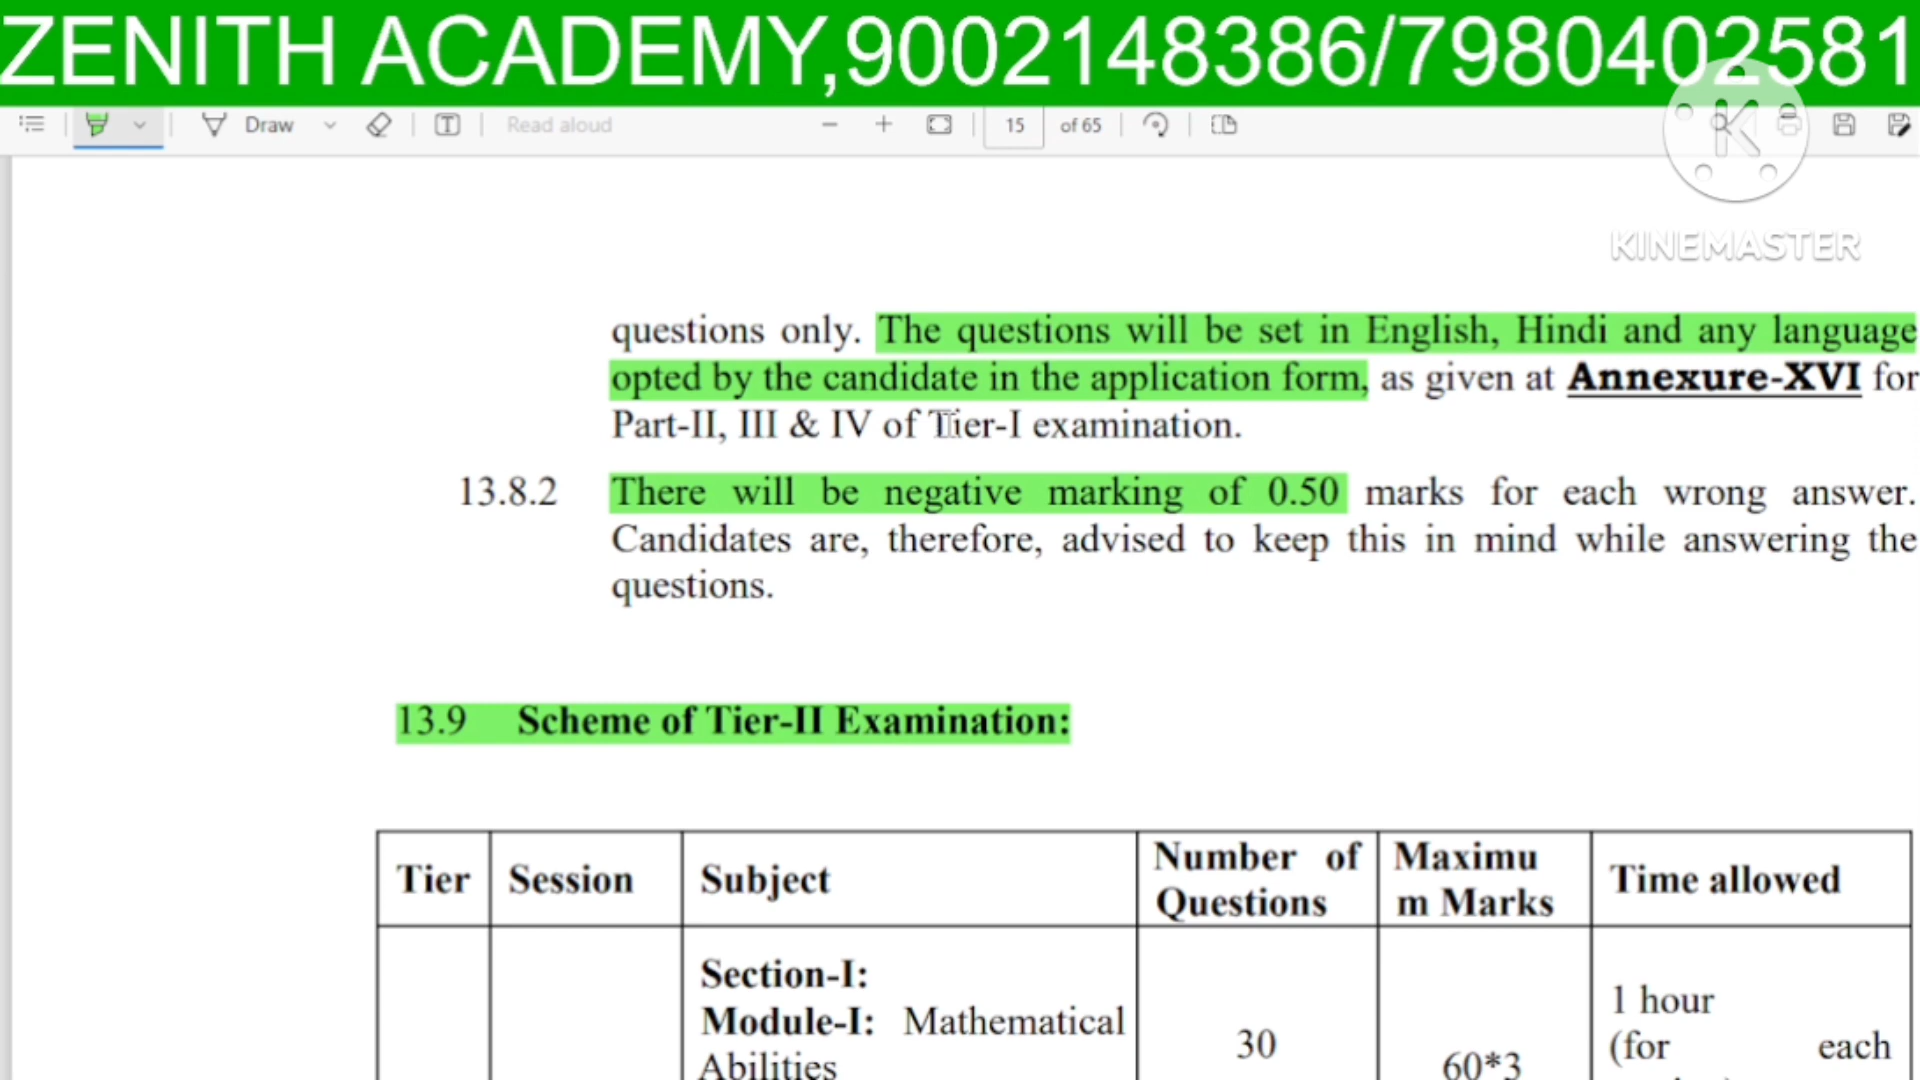 ZENITH ACADEMY,9002148386/7980402581
Draw Read aloud 15 of 65
K
KINEMASTER
questions only. The questions will be set in English, Hindi and any language
opted by the candidate in the application form, as given at Annexure-XVI for
Part-II, III & IV of Tier-I examination.
13.8.2 There will be negative marking of 0.50 marks for each wrong answer.
Candidates are, therefore, advised to keep this in mind while answering the
questions.
13.9 Scheme of Tier-II Examination:
Tier Session Subject Number of Questions Maximu m Marks Time allowed
Section-I:
Module-I: Mathematical
Abilities
30
60*3
1 hour
(for each